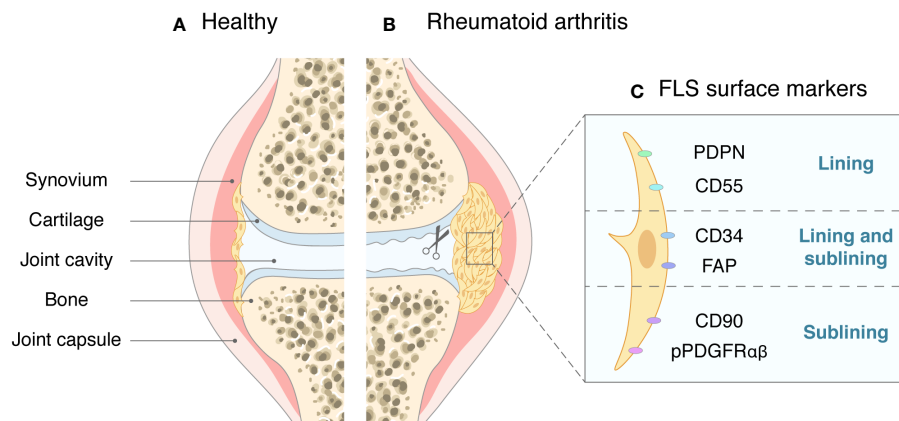 A Healthy
B Rheumatoid arthritis
C FLS surface markers
Synovium
Cartilage
Joint cavity
Bone
Joint capsule
PDPN
CD55
Lining
CD34
FAP
Lining and
sublining
CD90
pPDGFRαβ
Sublining